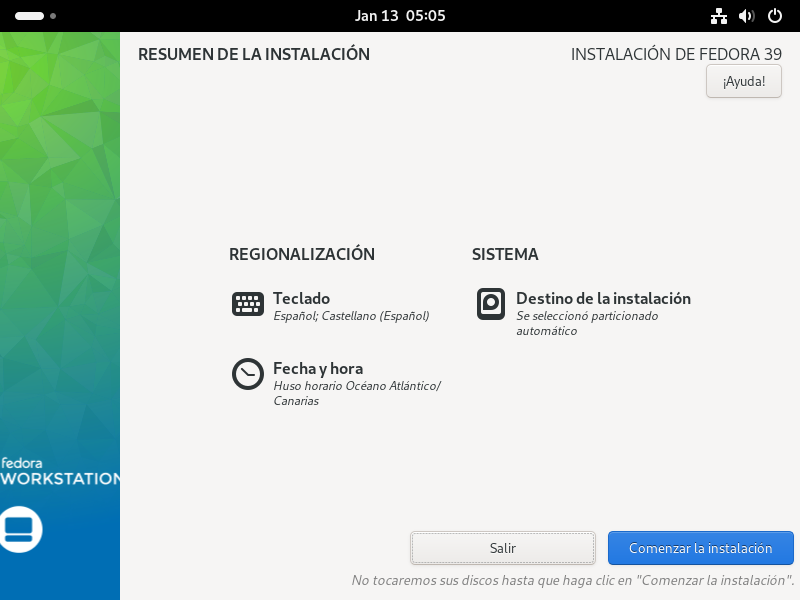 Jan 13 05:05
RESUMEN DE LA INSTALACIÓN
INSTALACIÓN DE FEDORA 39
¡Ayuda!
REGIONALIZACIÓN
Teclado
Español; Castellano (Español)
Fecha y hora
Huso horario Océano Atlántico/
Canarias
SISTEMA
Destino de la instalación
Se seleccionó particionado
automático
fedora
WORKSTATION
Salir
Comenzar la instalación
No tocaremos sus discos hasta que haga clic en "Comenzar la instalación".